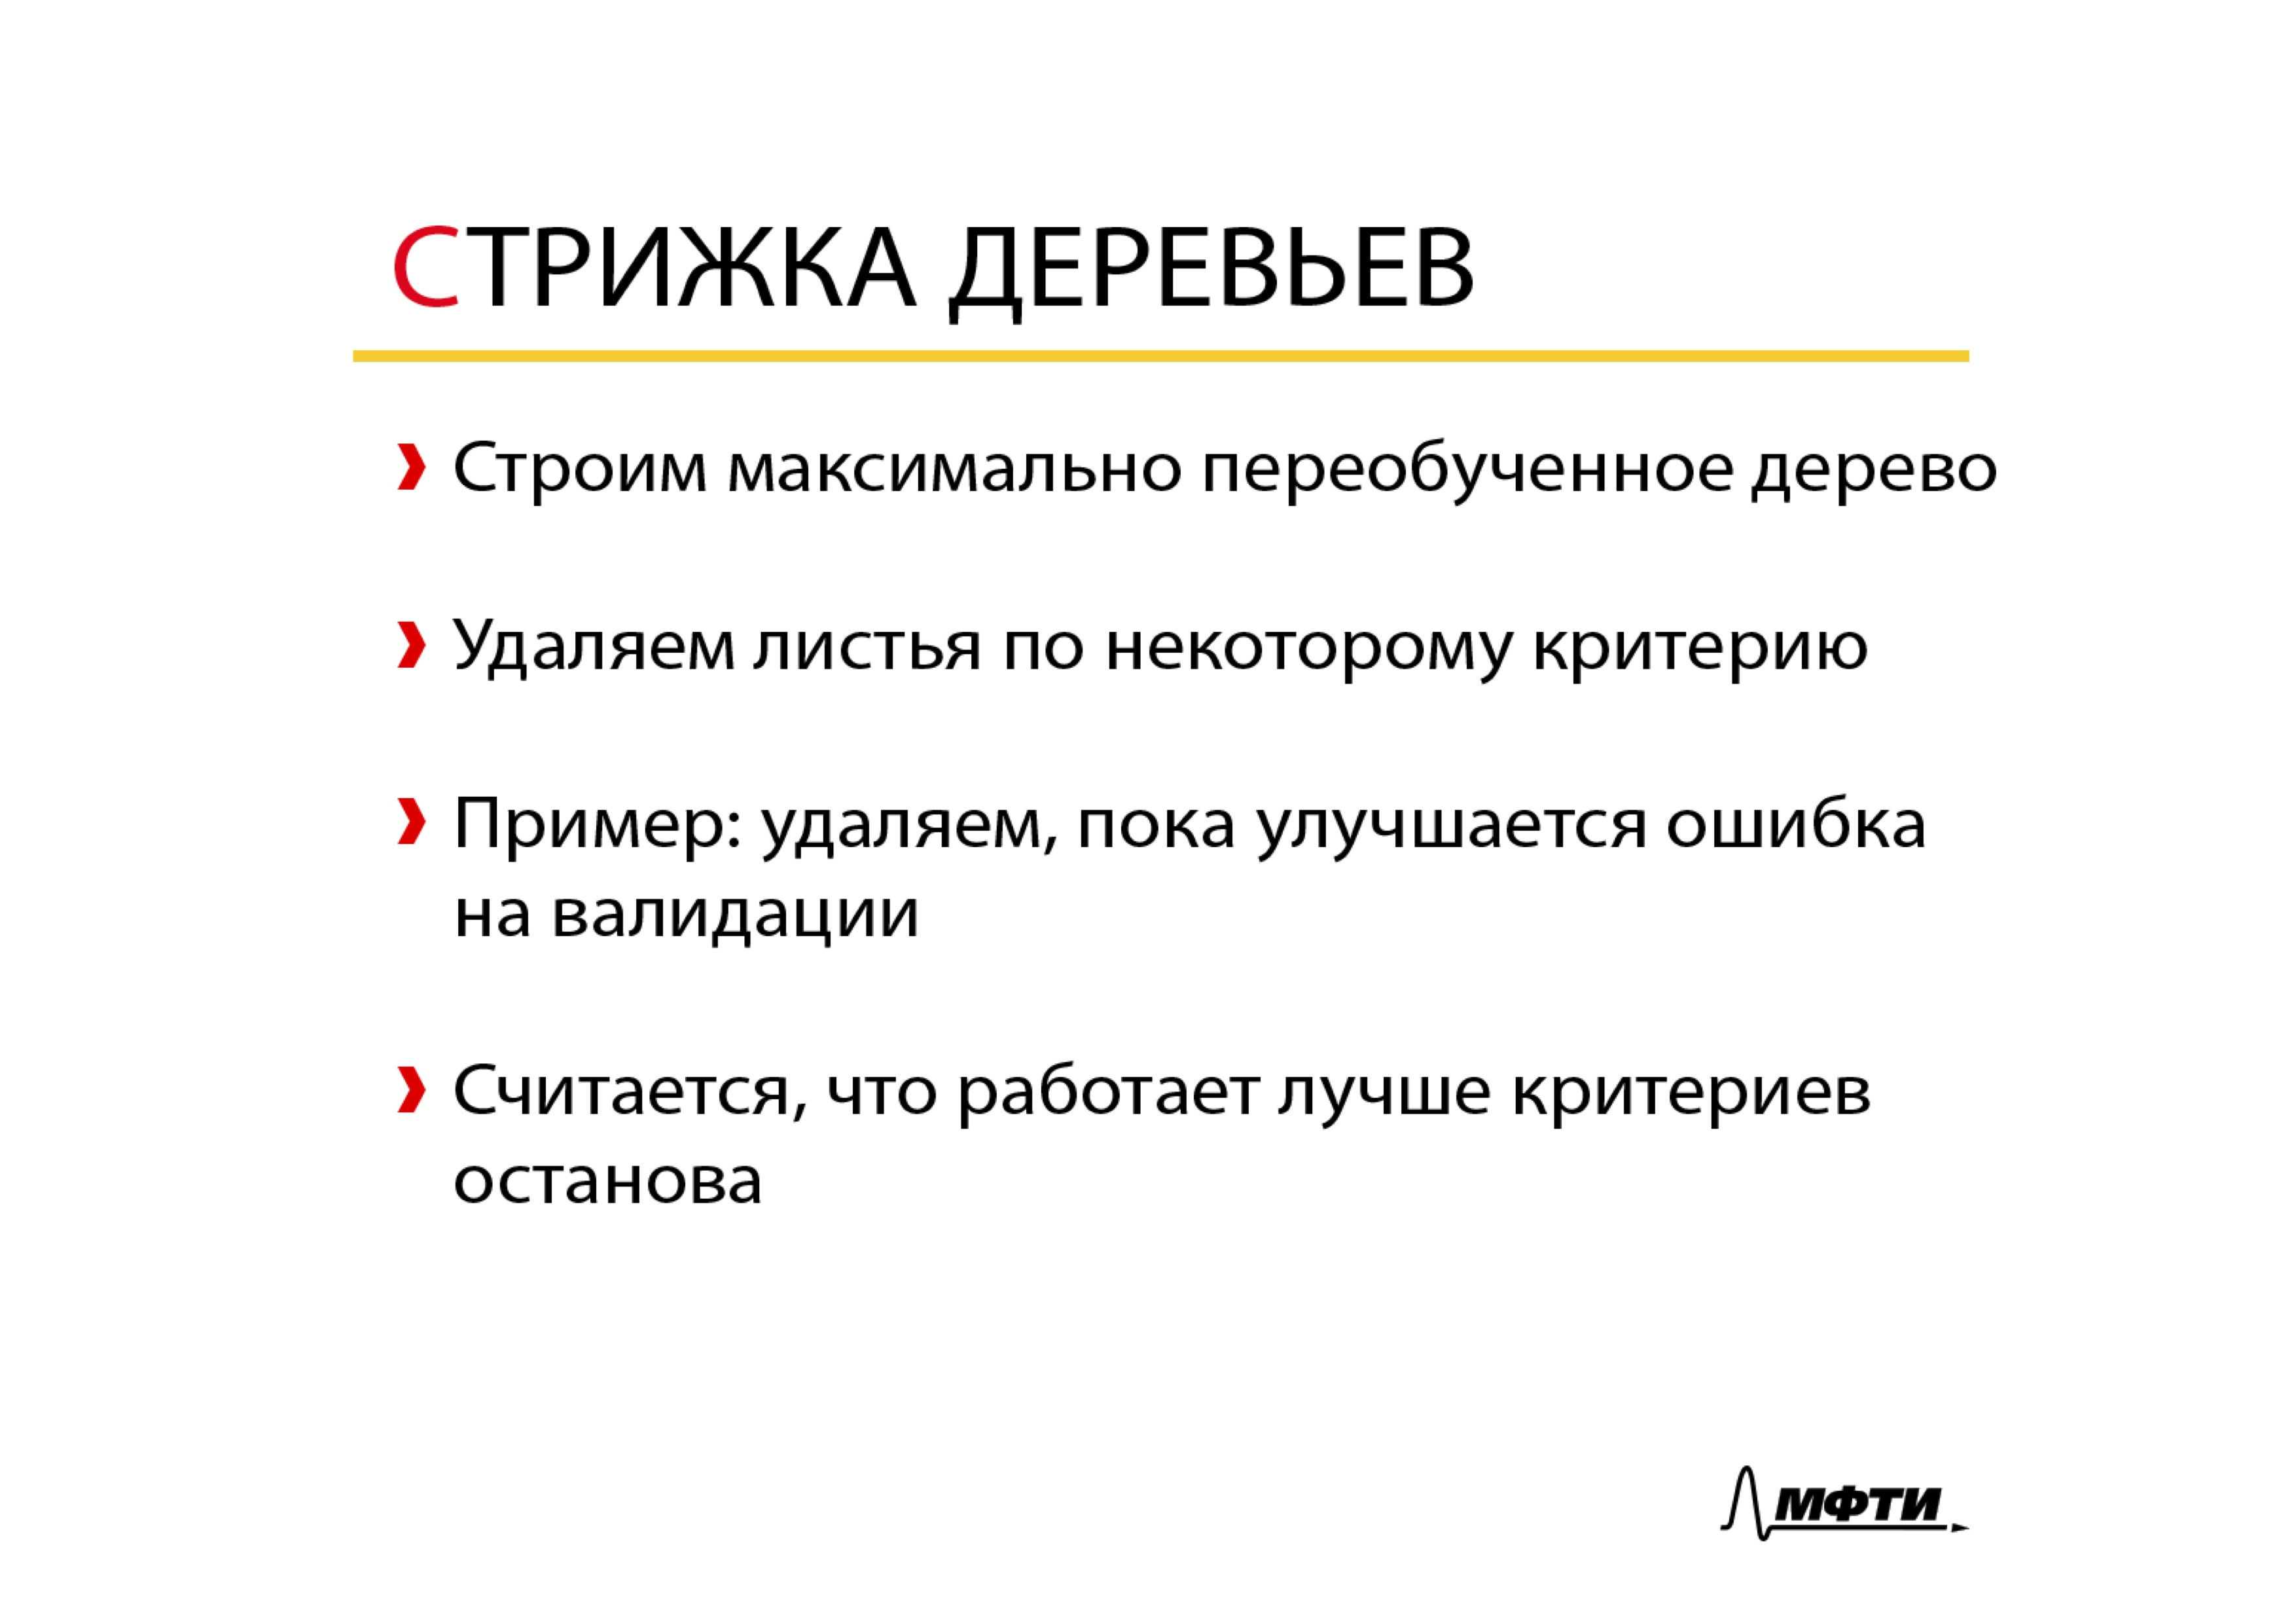 СТРИЖКА ДЕРЕВЬЕВ
Строим максимально переобученное дерево
Удаляем листья по некоторому критерию
Пример: удаляем, пока улучшается ошибка
на валидации
Считается, что работает лучше критериев
останова
МФТИ